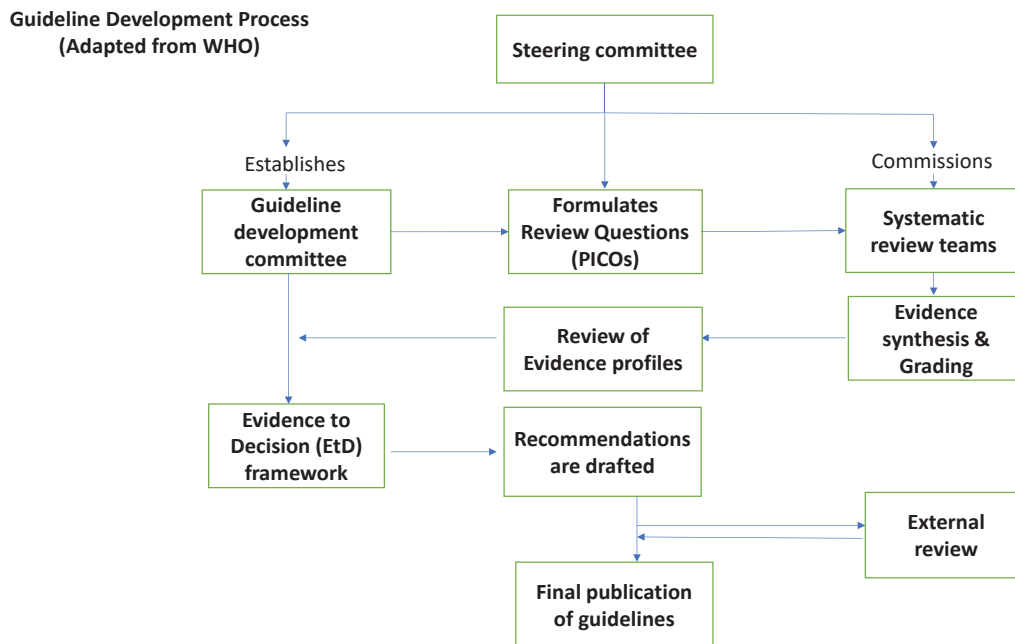 Guideline Development Process
(Adapted from WHO)
Steering committee
Establishes
Commissions
Guideline
development
committee
Formulates
Review Questions
(PICOs)
Systematic
review teams
Review of
Evidence profiles
Evidence
synthesis &
Grading
Evidence to
Decision (EtD)
framework
Recommendations
are drafted
External
review
Final publication
of guidelines